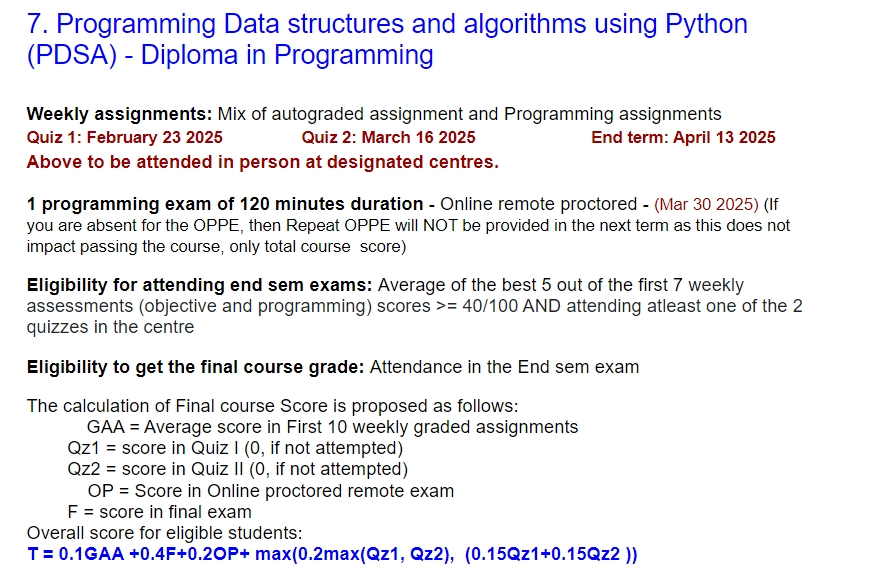 7. Programming Data structures and algorithms using Python
(PDSA) - Diploma in Programming
Weekly assignments: Mix of autograded assignment and Programming assignments
Quiz 1: February 23 2025 Quiz 2: March 16 2025 End term: April 13 2025
Above to be attended in person at designated centres.
1 programming exam of 120 minutes duration - Online remote proctored - (Mar 30 2025) (If
you are absent for the OPPE, then Repeat OPPE will NOT be provided in the next term as this does not
impact passing the course, only total course score)
Eligibility for attending end sem exams: Average of the best 5 out of the first 7 weekly
assessments (objective and programming) scores >= 40/100 AND attending atleast one of the 2
quizzes in the centre
Eligibility to get the final course grade: Attendance in the End sem exam
The calculation of Final course Score is proposed as follows:
GAA = Average score in First 10 weekly graded assignments
Qz1 = score in Quiz I (0, if not attempted)
Qz2 = score in Quiz II (0, if not attempted)
OP = Score in Online proctored remote exam
F = score in final exam
Overall score for eligible students:
T = 0.1GAA +0.4F+0.2OP+ max(0.2max(Qz1, Qz2), (0.15Qz1+0.15Qz2 ))